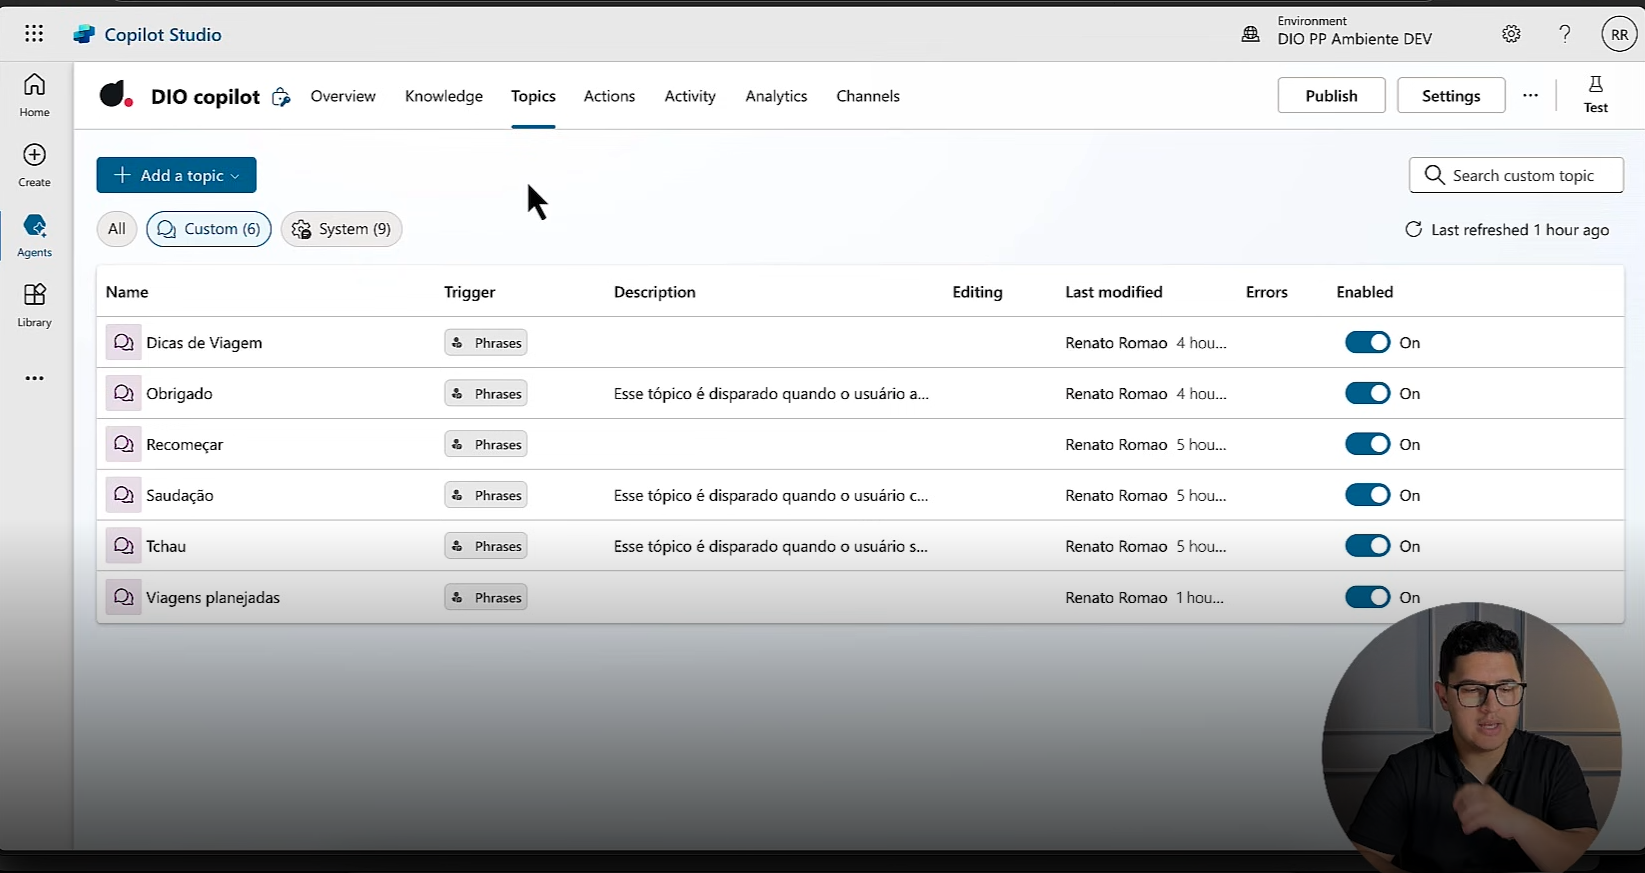 Copilot Studio
Environment
DIO PP Ambiente DEV
?
RR
Home
Create
Agents
Library
DIO copilot
Overview
Knowledge
Topics
Actions
Activity
Analytics
Channels
Publish
Settings
Test
+ Add a topic
Search custom topic
All
Custom (6)
System (9)
Last refreshed 1 hour ago
Name Trigger Description Editing Last modified Errors Enabled
Dicas de Viagem Phrases Renato Romao 4 hou... On
Obrigado Phrases Esse tópico é disparado quando o usuário a... Renato Romao 4 hou... On
Recomeçar Phrases Renato Romao 5 hou... On
Saudação Phrases Esse tópico é disparado quando o usuário c... Renato Romao 5 hou... On
Tchau Phrases Esse tópico é disparado quando o usuário s... Renato Romao 5 hou... On
Viagens planejadas Phrases Renato Romao 1 hou... On